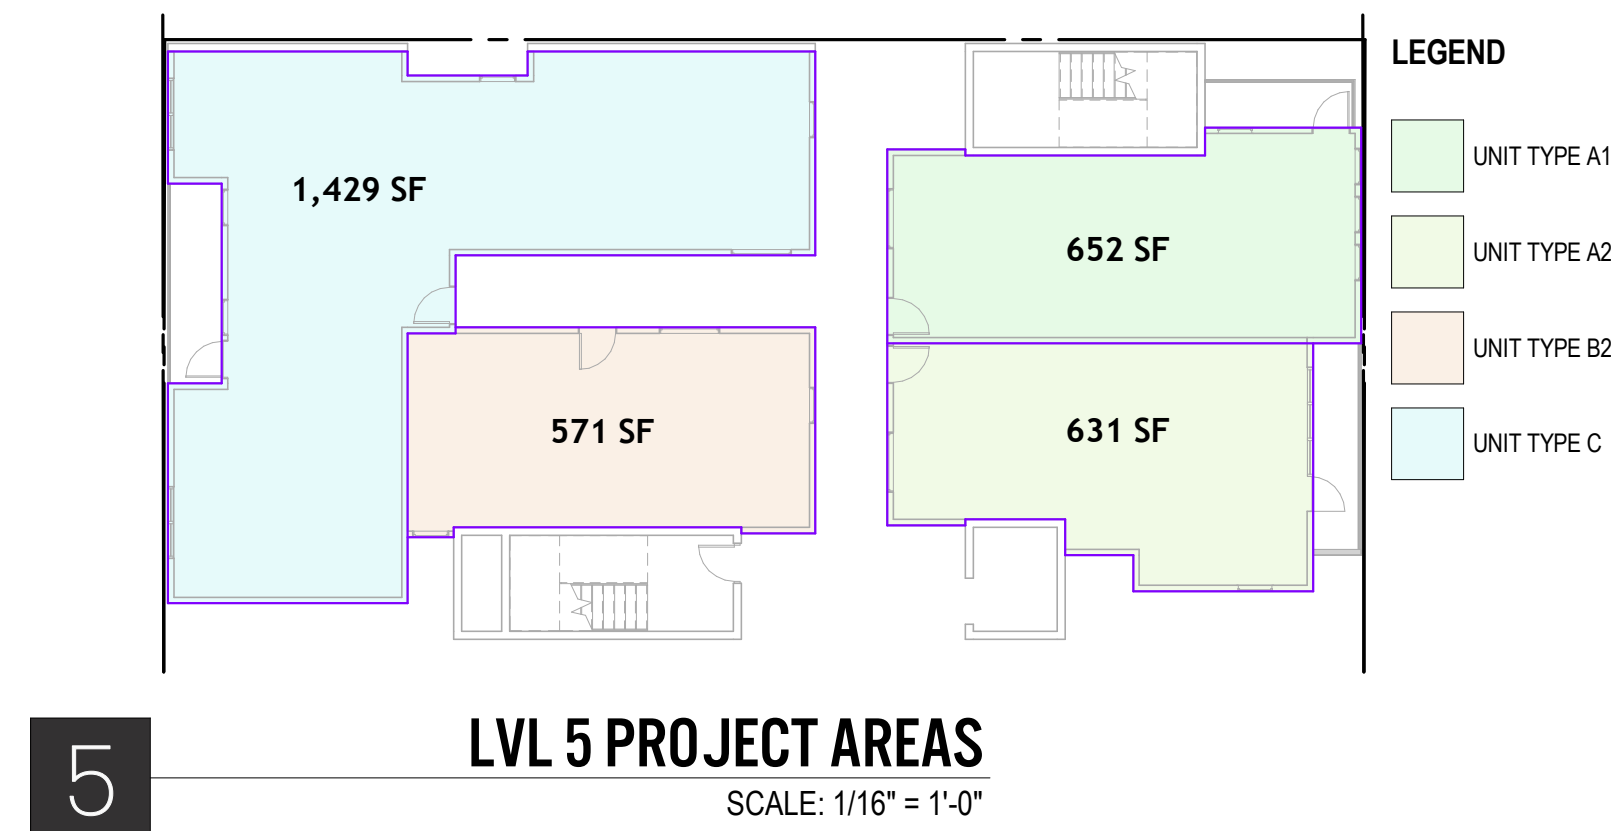 LEGEND
UNIT TYPE A1
UNIT TYPE A2
UNIT TYPE B2
UNIT TYPE C
1,429 SF
652 SF
571 SF
631 SF
5
LVL 5 PROJECT AREAS
SCALE: 1/16" = 1'-0"